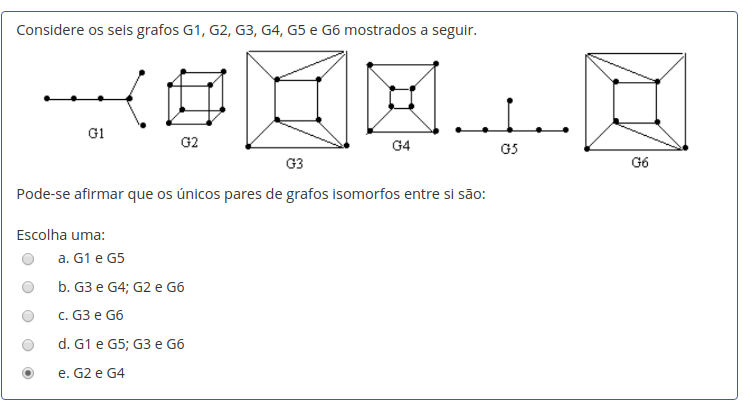 Considere os seis grafos G1, G2, G3, G4, G5 e G6 mostrados a seguir.
G1
G2
G3
G4
G5
G6
Pode-se afirmar que os únicos pares de grafos isomorfos entre si são:
Escolha uma:
a. G1 e G5
b. G3 e G4; G2 e G6
c. G3 e G6
d. G1 e G5; G3 e G6
e. G2 e G4